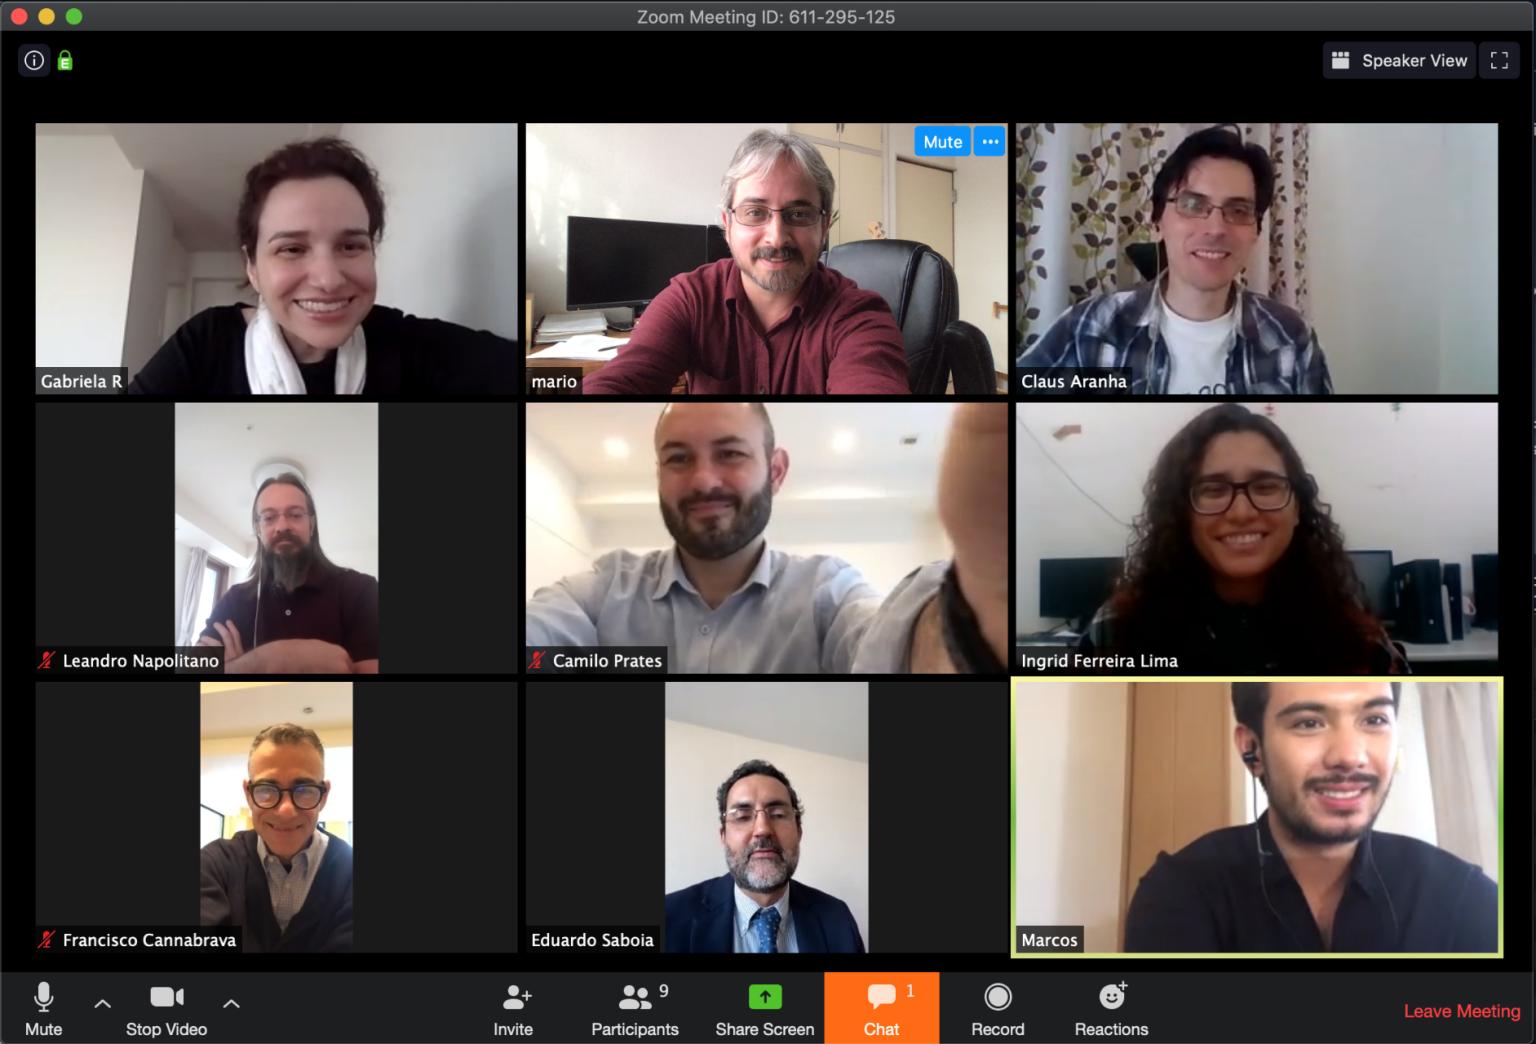 Zoom Meeting ID: 611-295-125
Speaker View
Mute
Gabriela R
mario
Claus Aranha
Leandro Napolitano
Camilo Prates
Ingrid Ferreira Lima
Francisco Cannabrava
Eduardo Saboia
Marcos
9
1
Mute
Stop Video
Invite
Participants
Share Screen
Chat
Record
Reactions
Leave Meeting